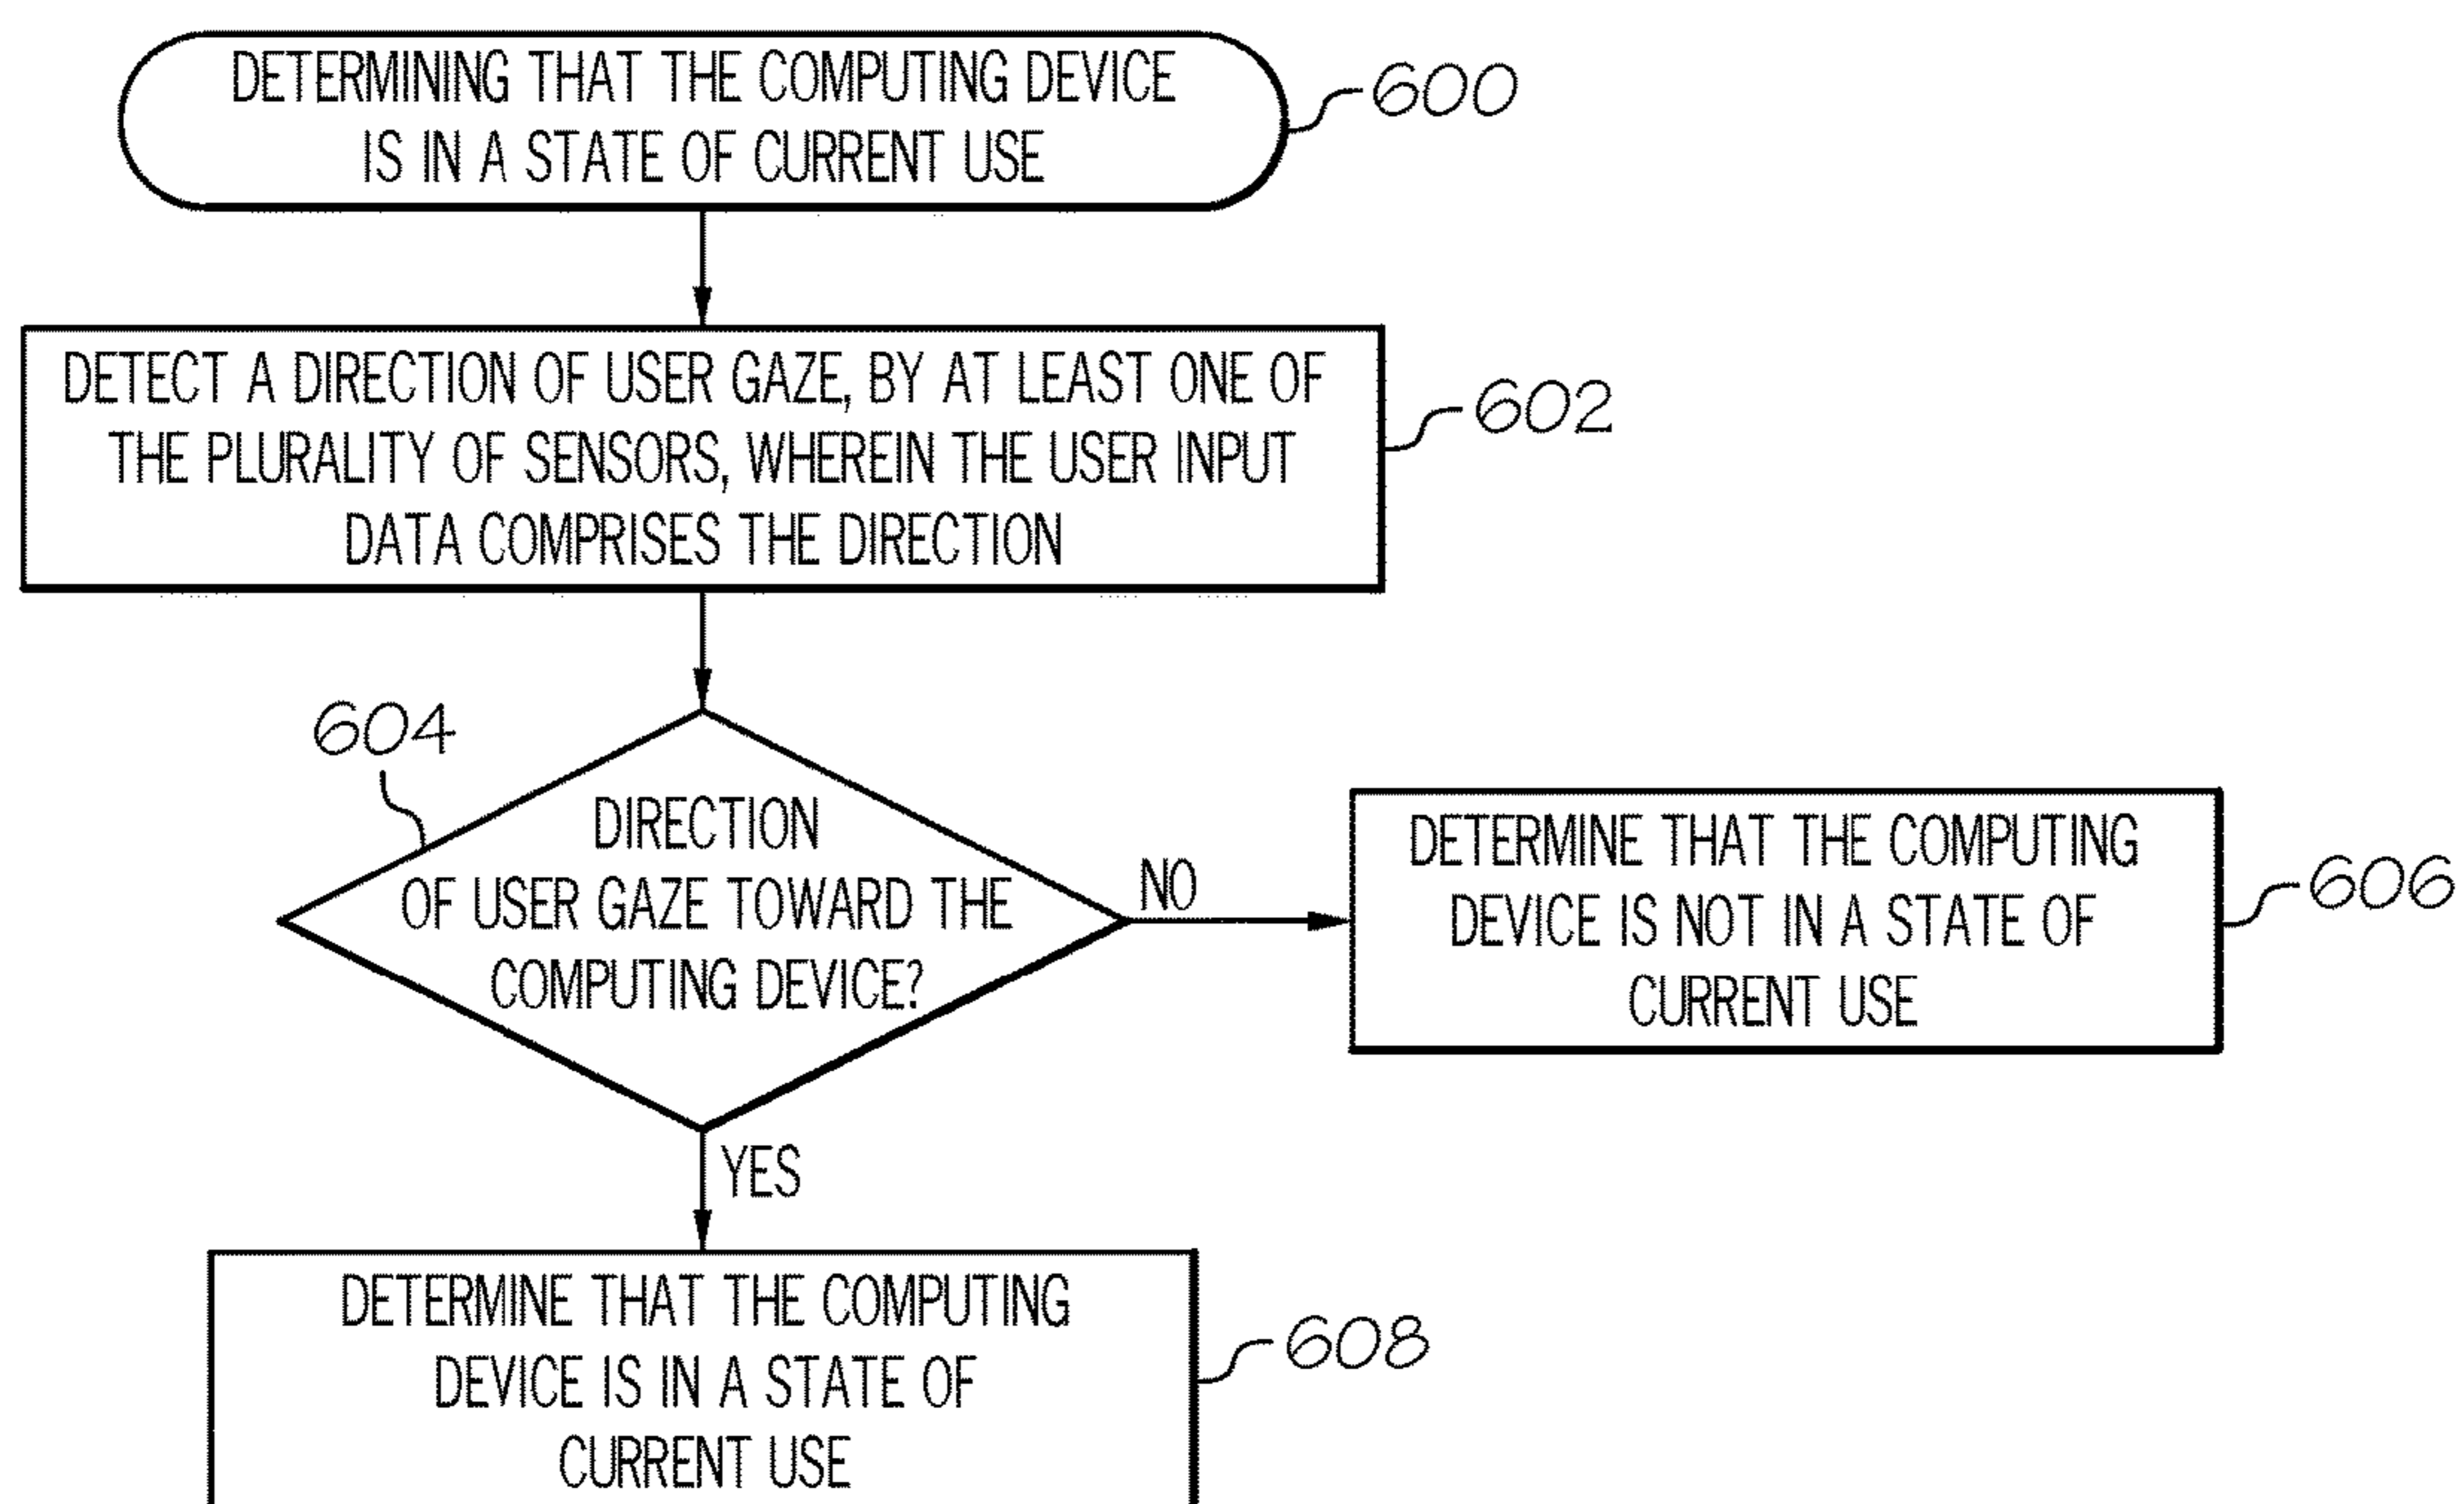 DETERMINING THAT THE COMPUTING DEVICE
IS IN A STATE OF CURRENT USE
600
DETECT A DIRECTION OF USER GAZE, BY AT LEAST ONE OF
THE PLURALITY OF SENSORS, WHEREIN THE USER INPUT
DATA COMPRISES THE DIRECTION
602
604
DIRECTION
OF USER GAZE TOWARD THE
COMPUTING DEVICE?
NO
DETERMINE THAT THE COMPUTING
DEVICE IS NOT IN A STATE OF
CURRENT USE
606
YES
DETERMINE THAT THE COMPUTING
DEVICE IS IN A STATE OF
CURRENT USE
608